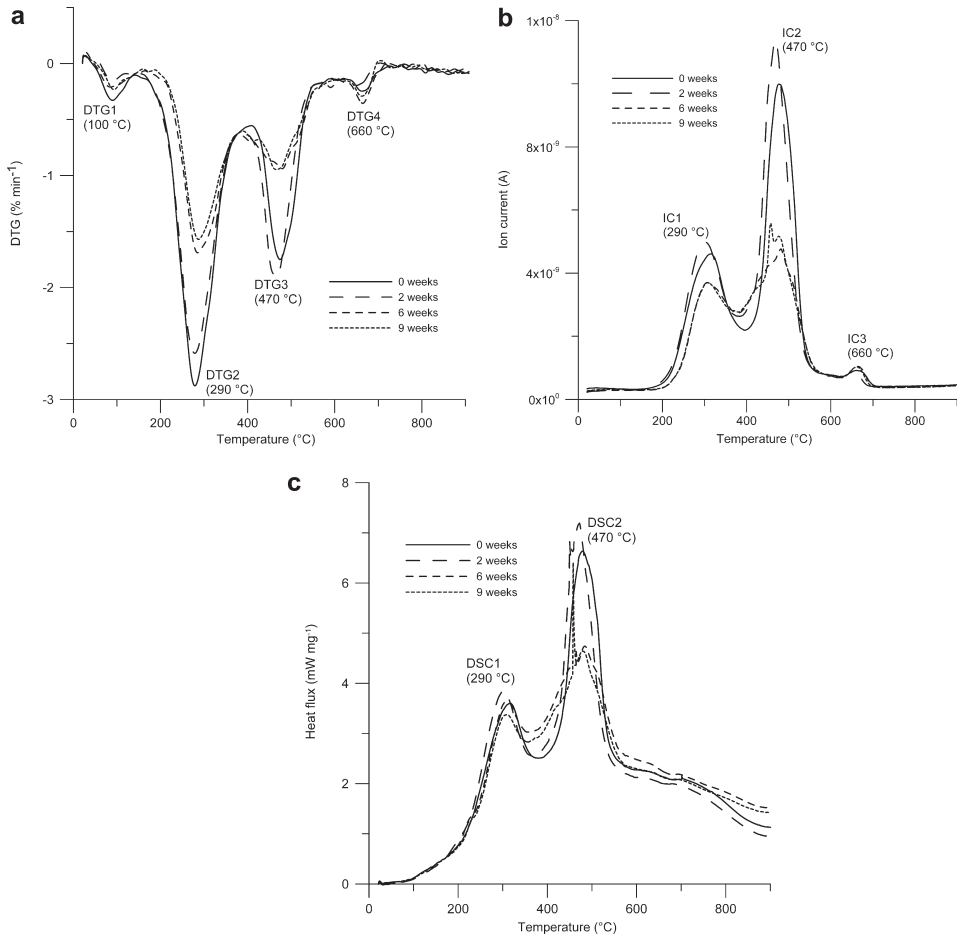 a
0
-1
-2
-3
DTG (% min⁻¹)
DTG1
(100 °C)
DTG2
(290 °C)
DTG3
(470 °C)
DTG4
(660 °C)
0 weeks
2 weeks
6 weeks
9 weeks
0 200 400 600 800
Temperature (°C)
b
1x10⁻⁸
8x10⁻⁹
4x10⁻⁹
0x10⁰
Ion current (A)
0 weeks
2 weeks
6 weeks
9 weeks
IC1
(290 °C)
IC2
(470 °C)
IC3
(660 °C)
0 200 400 600 800
Temperature (°C)
c
8
6
4
2
0
Heat flux (mW mg⁻¹)
0 weeks
2 weeks
6 weeks
9 weeks
DSC1
(290 °C)
DSC2
(470 °C)
0 200 400 600 800
Temperature (°C)